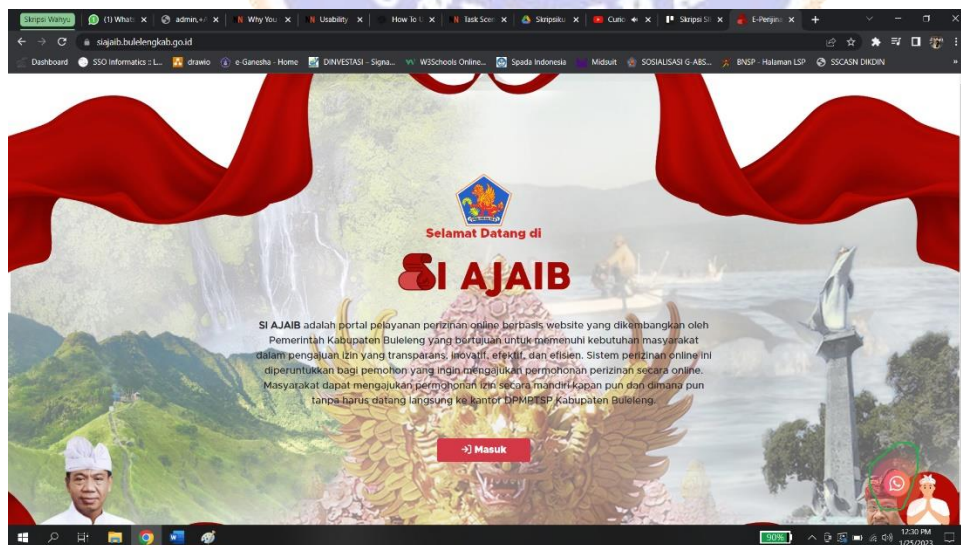 Skripsi Wahyu
(1) What:
admin,+
Why You
Usability
How To
Task Scen
Skripsiku
Curio
Skripsi
E-Perijin
siajaib.bulelengkab.go.id
Dashboard
SSO Informatics :: L...
drawio
e-Ganesha - Home
DINVESTASI - Signa...
W3Schools Online...
Spada Indonesia
Midsuit
SOSIALISASI G-ABS...
BNSP - Halaman LSP
SSCASN DIKDIN
Selamat Datang di
SI AJAIB
SI AJAIB adalah portal pelayanan perizinan online berbasis website yang dikembangkan oleh
Pemerintah Kabupaten Buleleng yang bertujuan untuk memenuhi kebutuhan masyarakat
dalam pengajuan izin yang transparans, inovatif, efektif, dan efisien. Sistem perizinan online ini
diperuntukkan bagi pemohon yang ingin mengajukan permohonan perizinan secara online.
Masyarakat dapat mengajukan permohonan izin secara mandiri kapan pun dan dimana pun
tanpa harus datang langsung ke kantor DPMPTSP Kabupaten Buleleng.
Masuk
90%
12:30 PM
1/25/2023